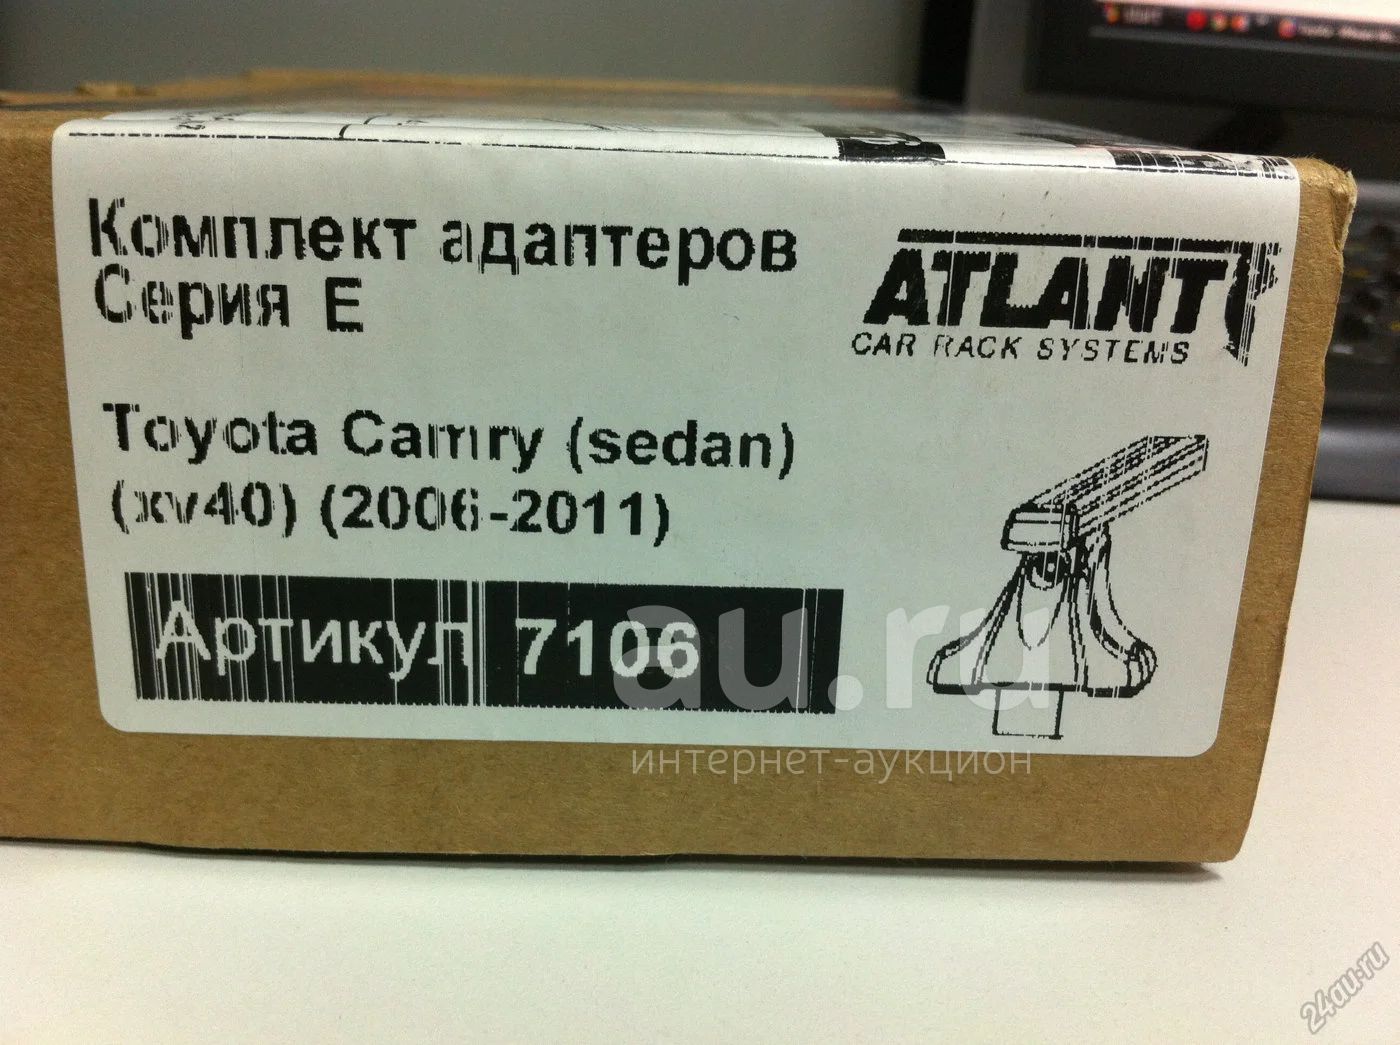 Комплект адаптеров
Серия E
ATLANT
CAR RACK SYSTEMS
Toyota Camry (sedan)
(xv40) (2006-2011)
Артикул 7106
au.ru
интернет-аукцион
24au.ru